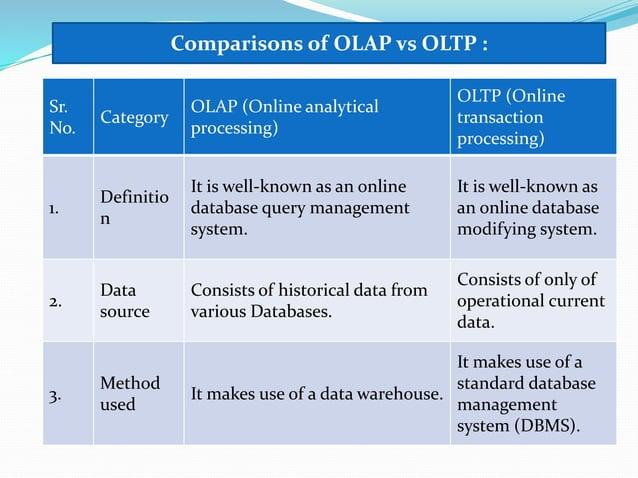 Comparisons of OLAP vs OLTP :
Sr.
No.
Category
OLAP (Online analytical
processing)
OLTP (Online
transaction
processing)
1.
Definitio
n
It is well-known as an online
database query management
system.
It is well-known as
an online database
modifying system.
2.
Data
source
Consists of historical data from
various Databases.
Consists of only of
operational current
data.
3.
Method
used
It makes use of a data warehouse.
It makes use of a
standard database
management
system (DBMS).